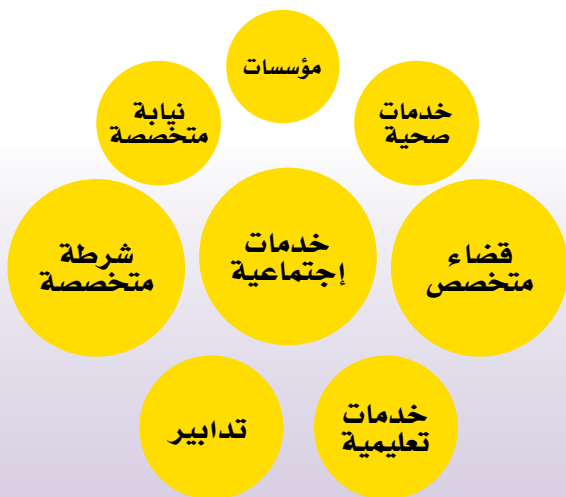 مؤسسات
خدمات
صحية
نيابة
متخصصة
قضاء
متخصص
خدمات
إجتماعية
شرطة
متخصصة
خدمات
تعليمية
تدابير